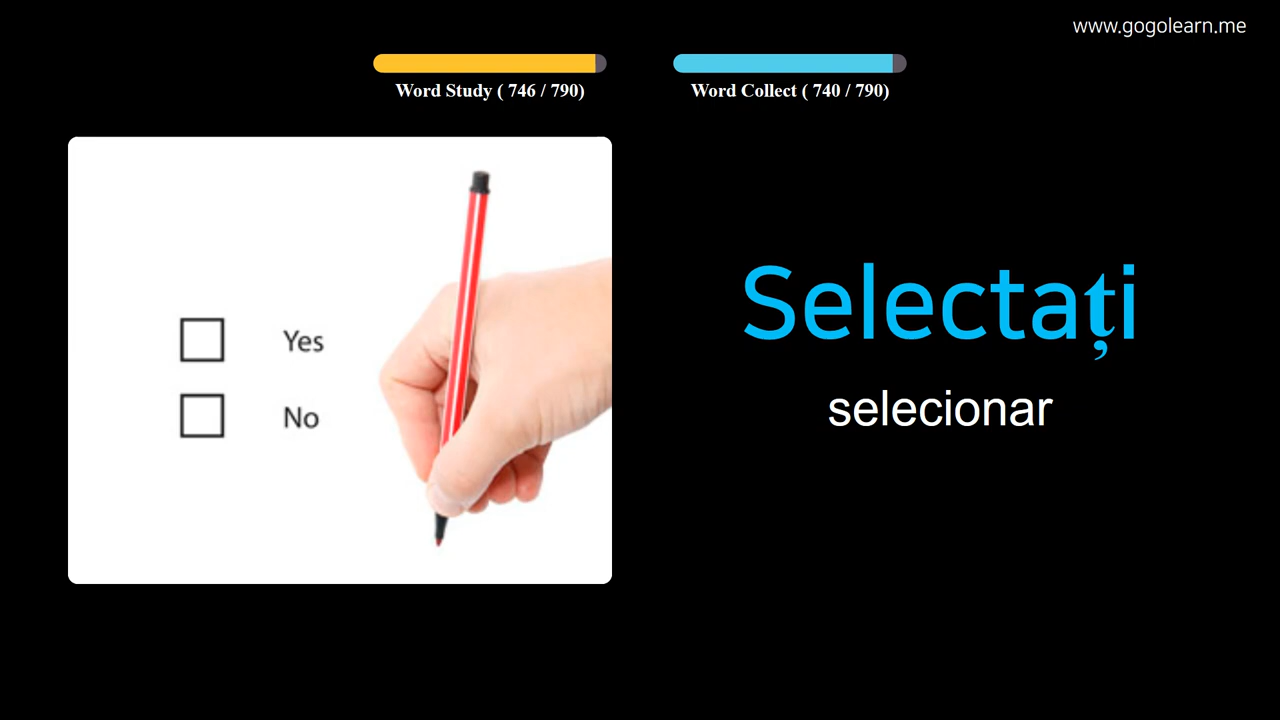 www.gogolearn.me
Word Study ( 746 / 790)
Word Collect ( 740 / 790)
Yes
No
Selectați
selecionar